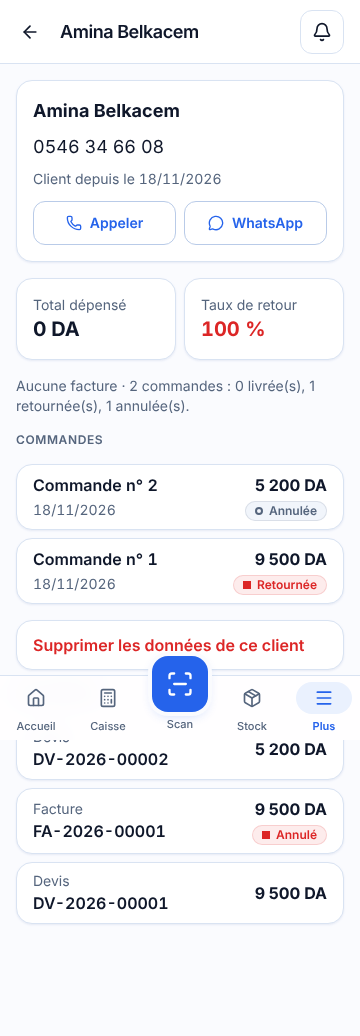 Amina Belkacem
Amina Belkacem
0546 34 66 08
Client depuis le 18/11/2026
Appeler
WhatsApp
Total dépensé
0 DA
Taux de retour
100 %
Aucune facture · 2 commandes : 0 livrée(s), 1
retournée(s), 1 annulée(s).
COMMANDES
Commande n° 2
5 200 DA
18/11/2026
Annulée
Commande n° 1
9 500 DA
18/11/2026
Retournée
Supprimer les données de ce client
Accueil
Caisse
Scan
Stock
Plus
Devis
DV-2026-00002
5 200 DA
Facture
FA-2026-00001
9 500 DA
Annulé
Devis
DV-2026-00001
9 500 DA